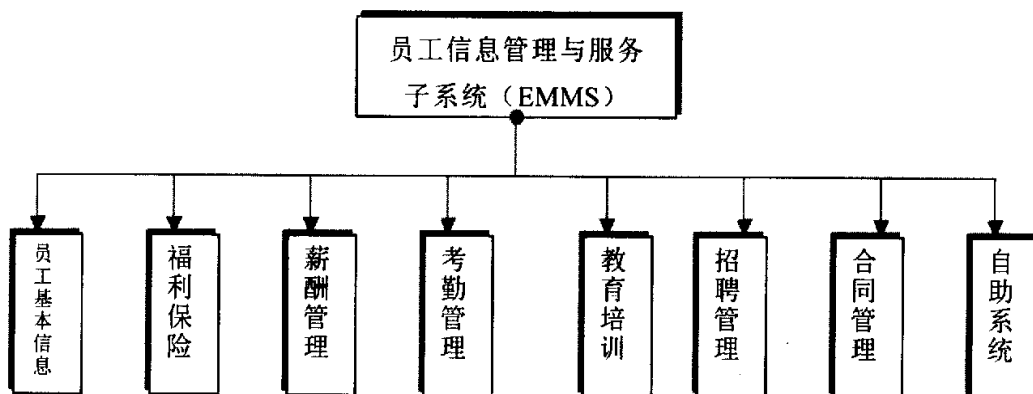 员工信息管理与服务
子系统（EMMS）
员工基本信息
福利保险
薪酬管理
考勤管理
教育培训
招聘管理
合同管理
自助系统